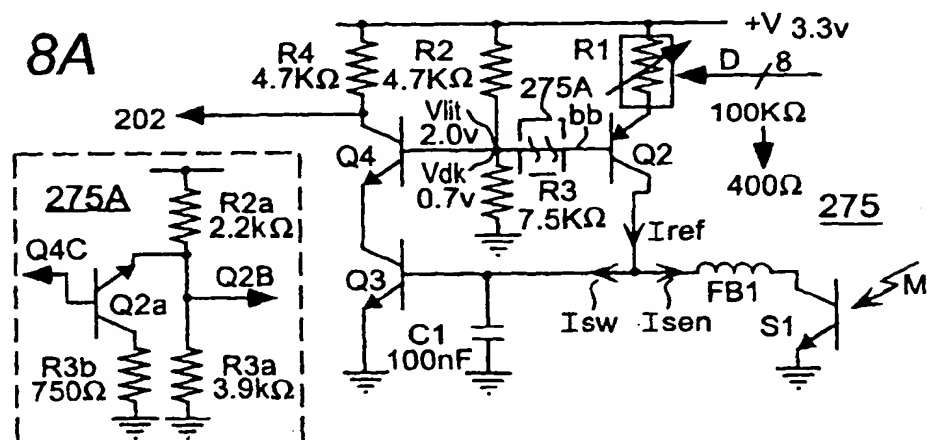 8A
+V 3.3v
R4
4.7KΩ
R2
4.7KΩ
R1
D 8
275A
bb
100KΩ
400Ω
202
Vlit
2.0v
Q4
Vdk
0.7v
R3
7.5KΩ
Q2
275
275A
R2a
2.2kΩ
Q4C
Q2B
Q2a
R3b
750Ω
R3a
3.9kΩ
Iref
Q3
Isw
Isen
FB1
M
S1
C1
100nF